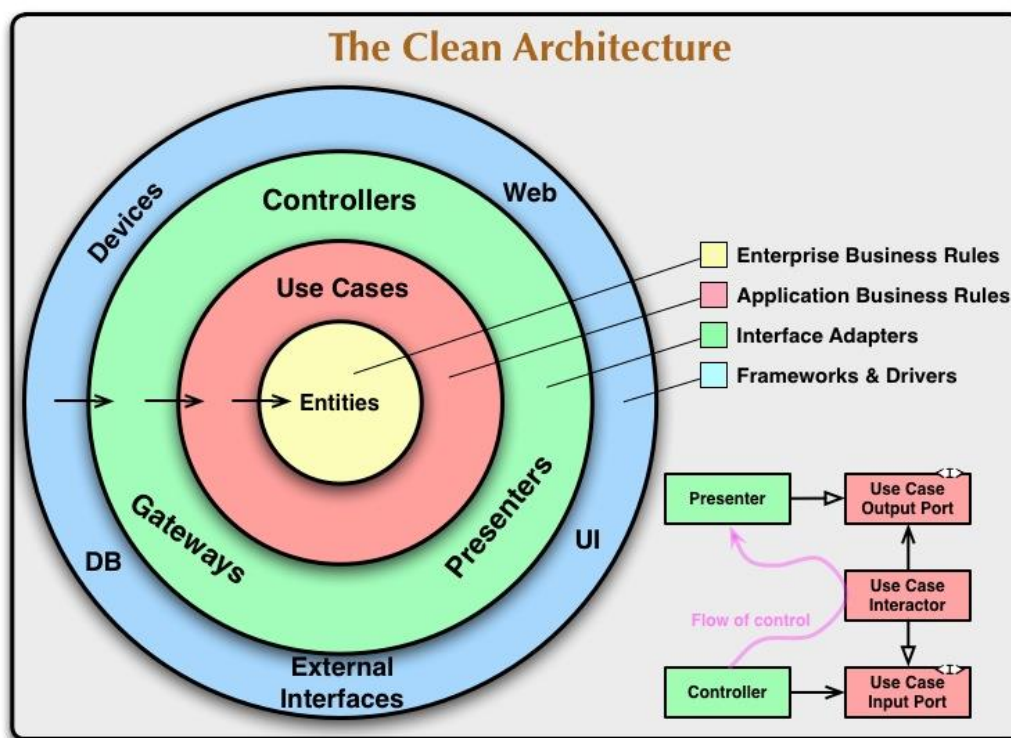 The Clean Architecture
Devices
Controllers
Web
Use Cases
Entities
Gateways
Presenters
DB
UI
External
Interfaces
Enterprise Business Rules
Application Business Rules
Interface Adapters
Frameworks & Drivers
Presenter
<I>
Use Case
Output Port
Use Case
Interactor
Flow of control
Controller
<I>
Use Case
Input Port